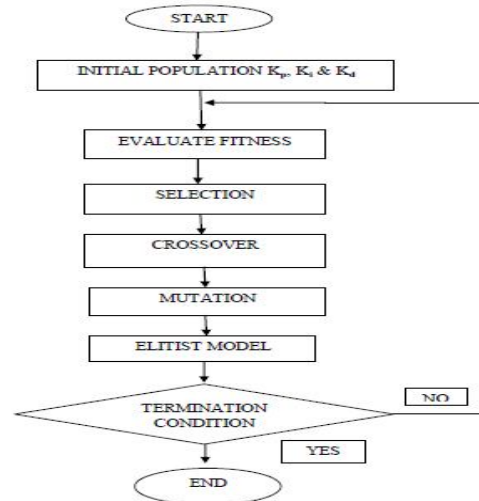 START
INITIAL POPULATION Kp, Ki & Kd
EVALUATE FITNESS
SELECTION
CROSSOVER
MUTATION
ELITIST MODEL
TERMINATION
CONDITION
NO
YES
END